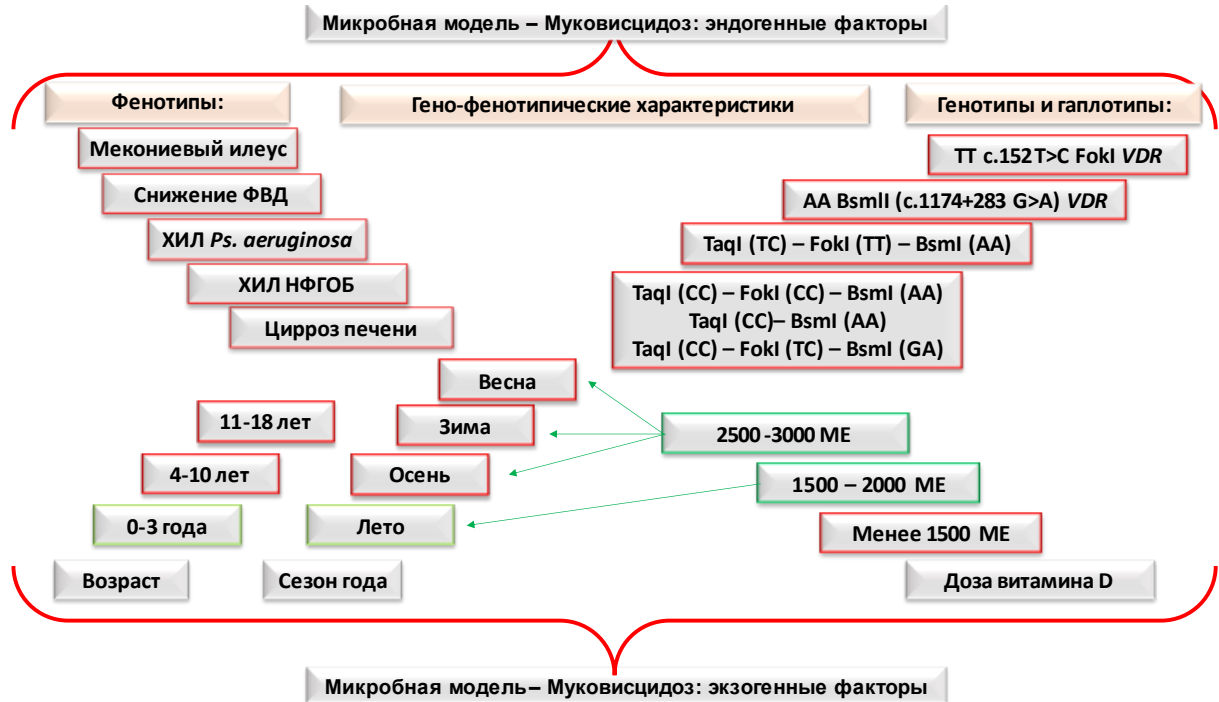 Микробная модель – Муковисцидоз: эндогенные факторы
Фенотипы:
Гено-фенотипические характеристики
Генотипы и гаплотипы:
Мекониевый илеус
TT c.152T>C FokI VDR
Снижение ФВД
AA BsmlI (c.1174+283 G>A) VDR
ХИЛ Ps. aeruginosa
TaqI (TC) – FokI (TT) – BsmI (AA)
ХИЛ НФГОБ
TaqI (CC) – FokI (CC) – BsmI (AA)
TaqI (CC)– BsmI (AA)
TaqI (CC) – FokI (TC) – BsmI (GA)
Цирроз печени
Весна
11-18 лет
Зима
2500 -3000 МЕ
4-10 лет
Осень
1500 – 2000 МЕ
0-3 года
Лето
Менее 1500 МЕ
Возраст
Сезон года
Доза витамина D
Микробная модель – Муковисцидоз: экзогенные факторы